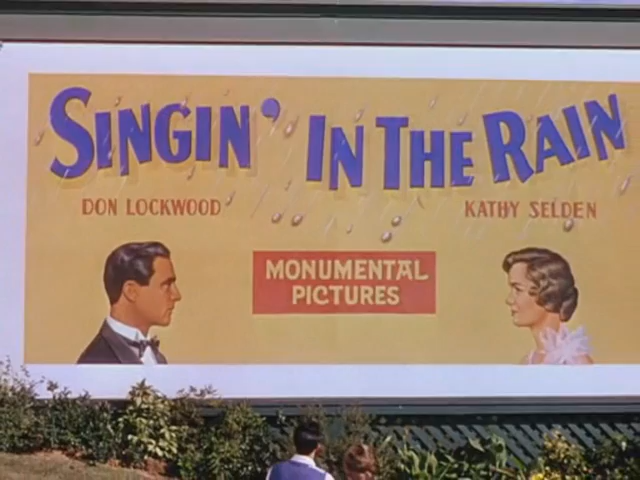 SINGIN' IN THE RAIN
DON LOCKWOOD
KATHY SELDEN
MONUMENTAL
PICTURES